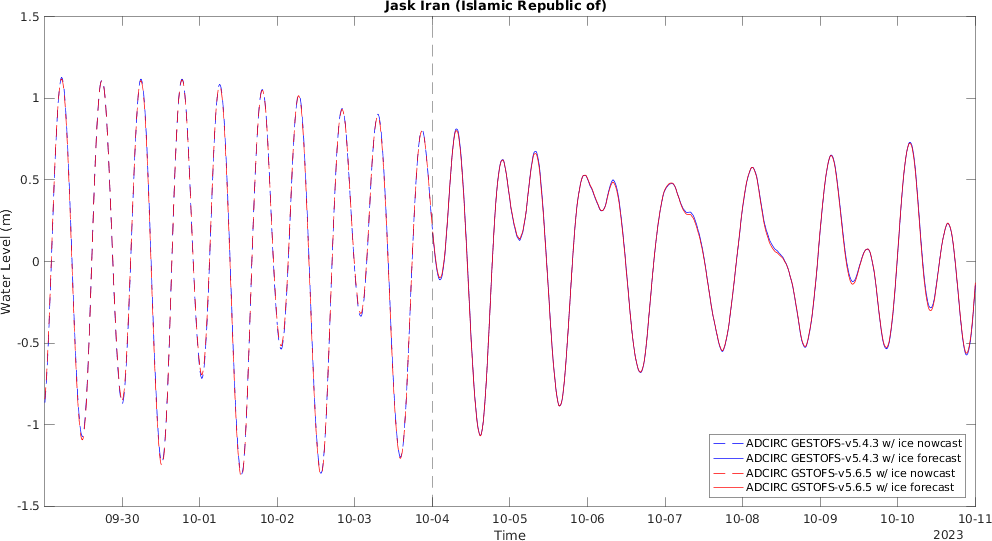 Jask Iran (Islamic Republic of)
1.5
1
0.5
0
-0.5
-1
-1.5
Water Level (m)
ADCIRC GESTOFS-v5.4.3 w/ ice nowcast
ADCIRC GESTOFS-v5.4.3 w/ ice forecast
ADCIRC GSTOFS-v5.6.5 w/ ice nowcast
ADCIRC GSTOFS-v5.6.5 w/ ice forecast
09-30 10-01 10-02 10-03 10-04 10-05 10-06 10-07 10-08 10-09 10-10 10-11
Time
2023